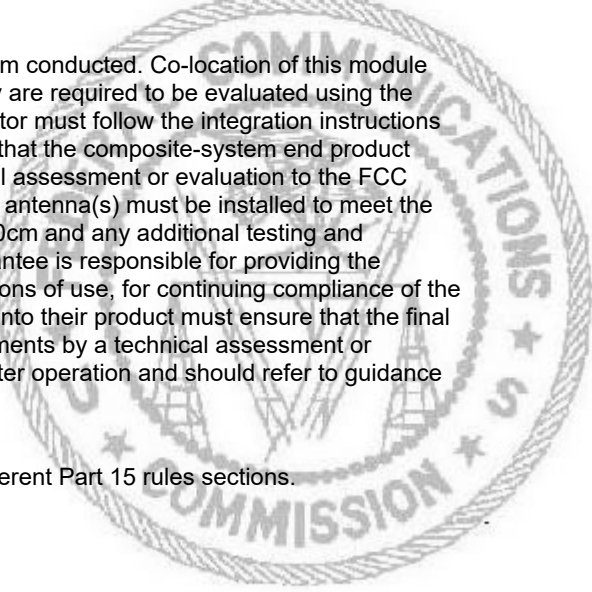 m conducted. Co-location of this module
are required to be evaluated using the
tor must follow the integration instructions
that the composite-system end product
l assessment or evaluation to the FCC
antenna(s) must be installed to meet the
0cm and any additional testing and
antee is responsible for providing the
ions of use, for continuing compliance of the
nto their product must ensure that the final
ments by a technical assessment or
ter operation and should refer to guidance
erent Part 15 rules sections.
COMMUNICATIONS
COMMISSION